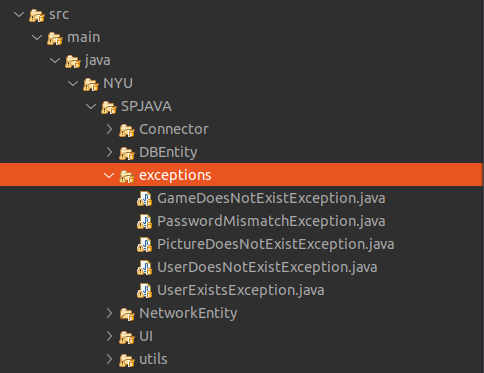 src
main
java
NYU
SPJAVA
Connector
DBEntity
exceptions
GameDoesNotExistException.java
PasswordMismatchException.java
PictureDoesNotExistException.java
UserDoesNotExistException.java
UserExistsException.java
NetworkEntity
UI
utils